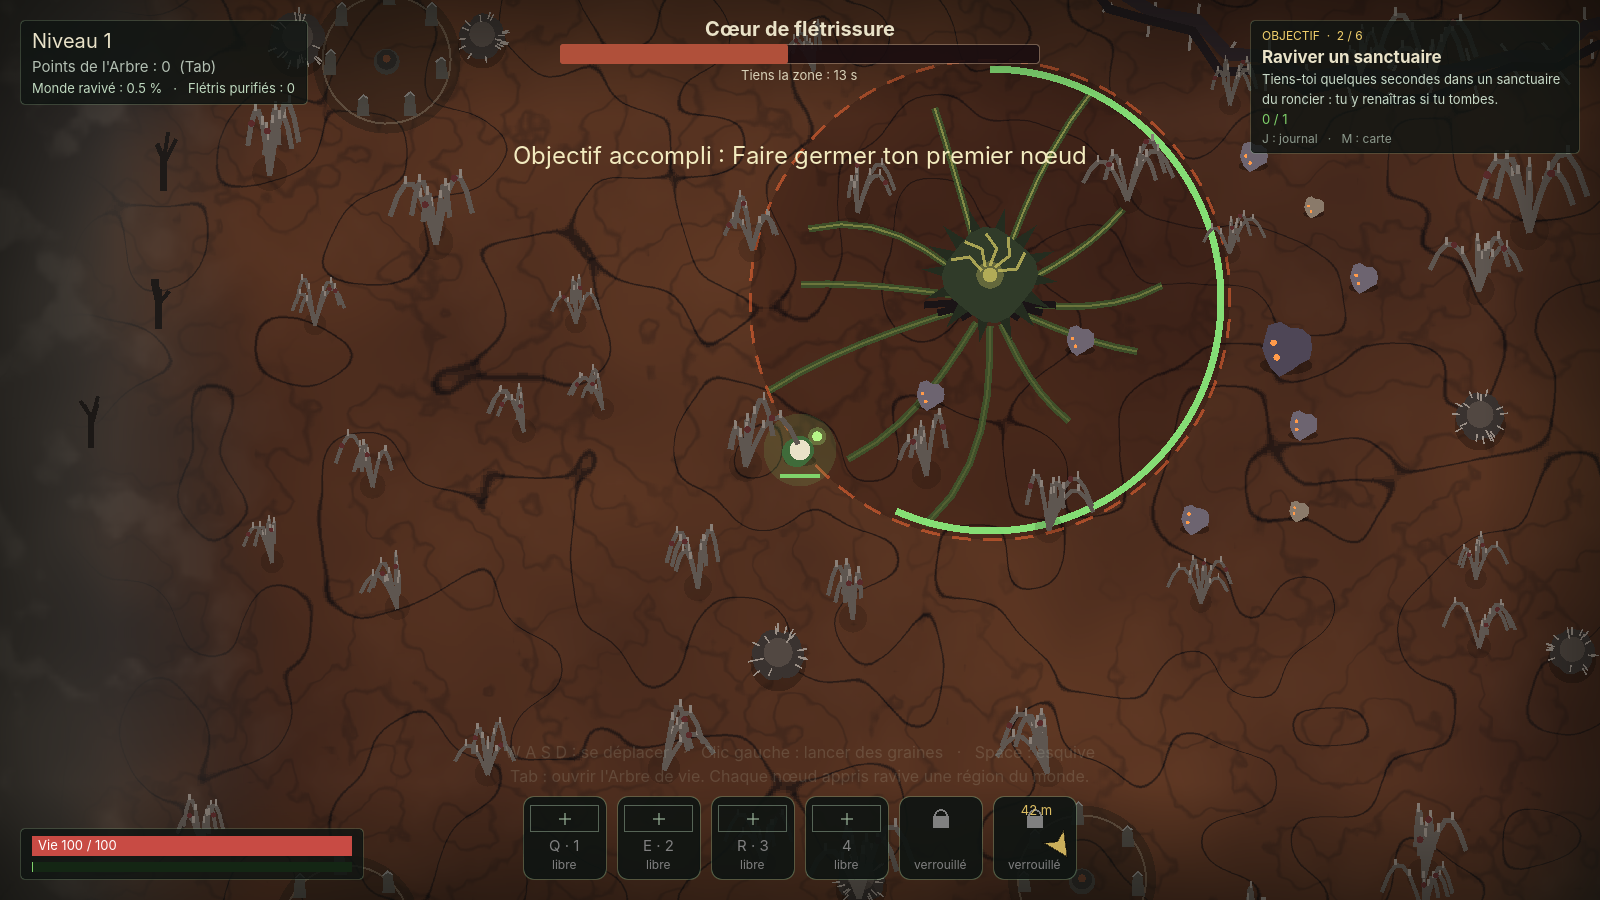 Niveau 1
Points de l'Arbre : 0 (Tab)
Monde ravivé : 0.5 % · Flétris purifiés : 0
Cœur de flétrissure
Tiens la zone : 13 s
OBJECTIF · 2 / 6
Raviver un sanctuaire
Tiens-toi quelques secondes dans un sanctuaire
du roncier : tu y renaîtras si tu tombes.
0 / 1
J : journal · M : carte
Objectif accompli : Faire germer ton premier nœud
W A S D : se déplacer · Clic gauche : lancer des graines · Space : esquive
Tab : ouvrir l'Arbre de vie. Chaque nœud appris ravive une région du monde.
42 m
Q · 1
E · 2
R · 3
4
libre
libre
libre
libre
verrouillé
verrouillé
Vie 100 / 100